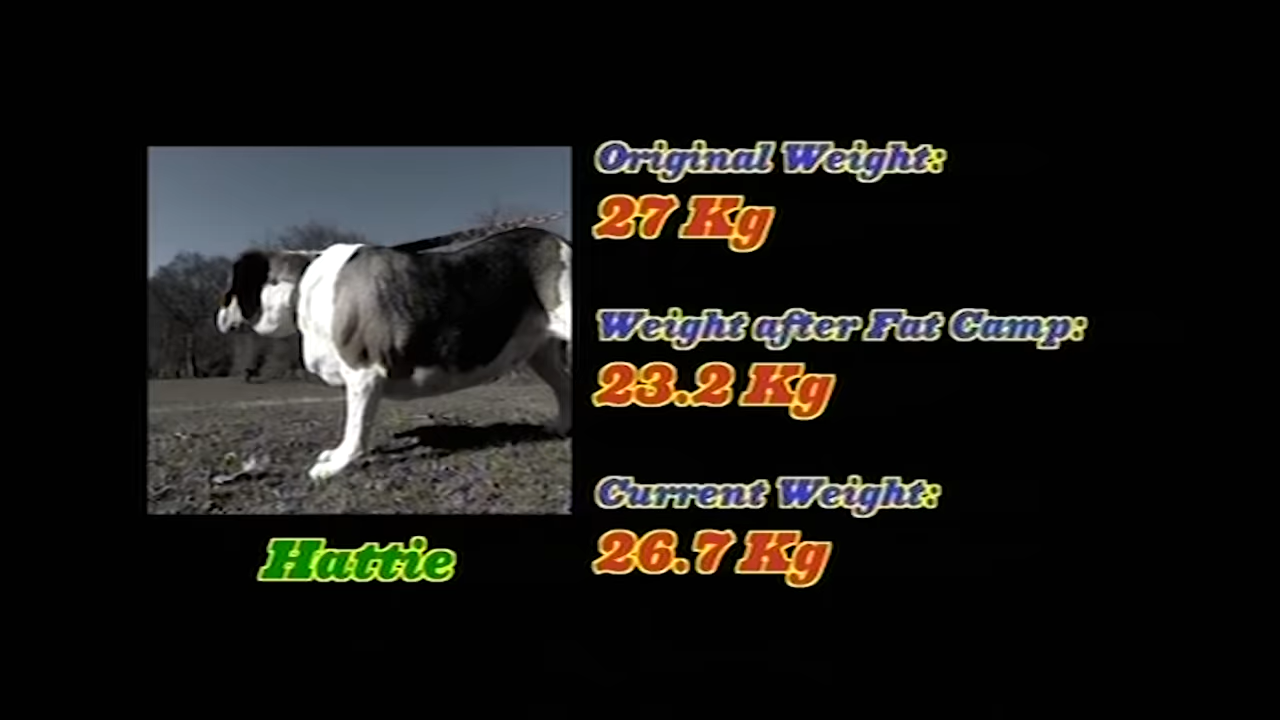 Original Weight:
27 Kg
Weight after Fat Camp:
23.2 Kg
Current Weight:
26.7 Kg
Hattie